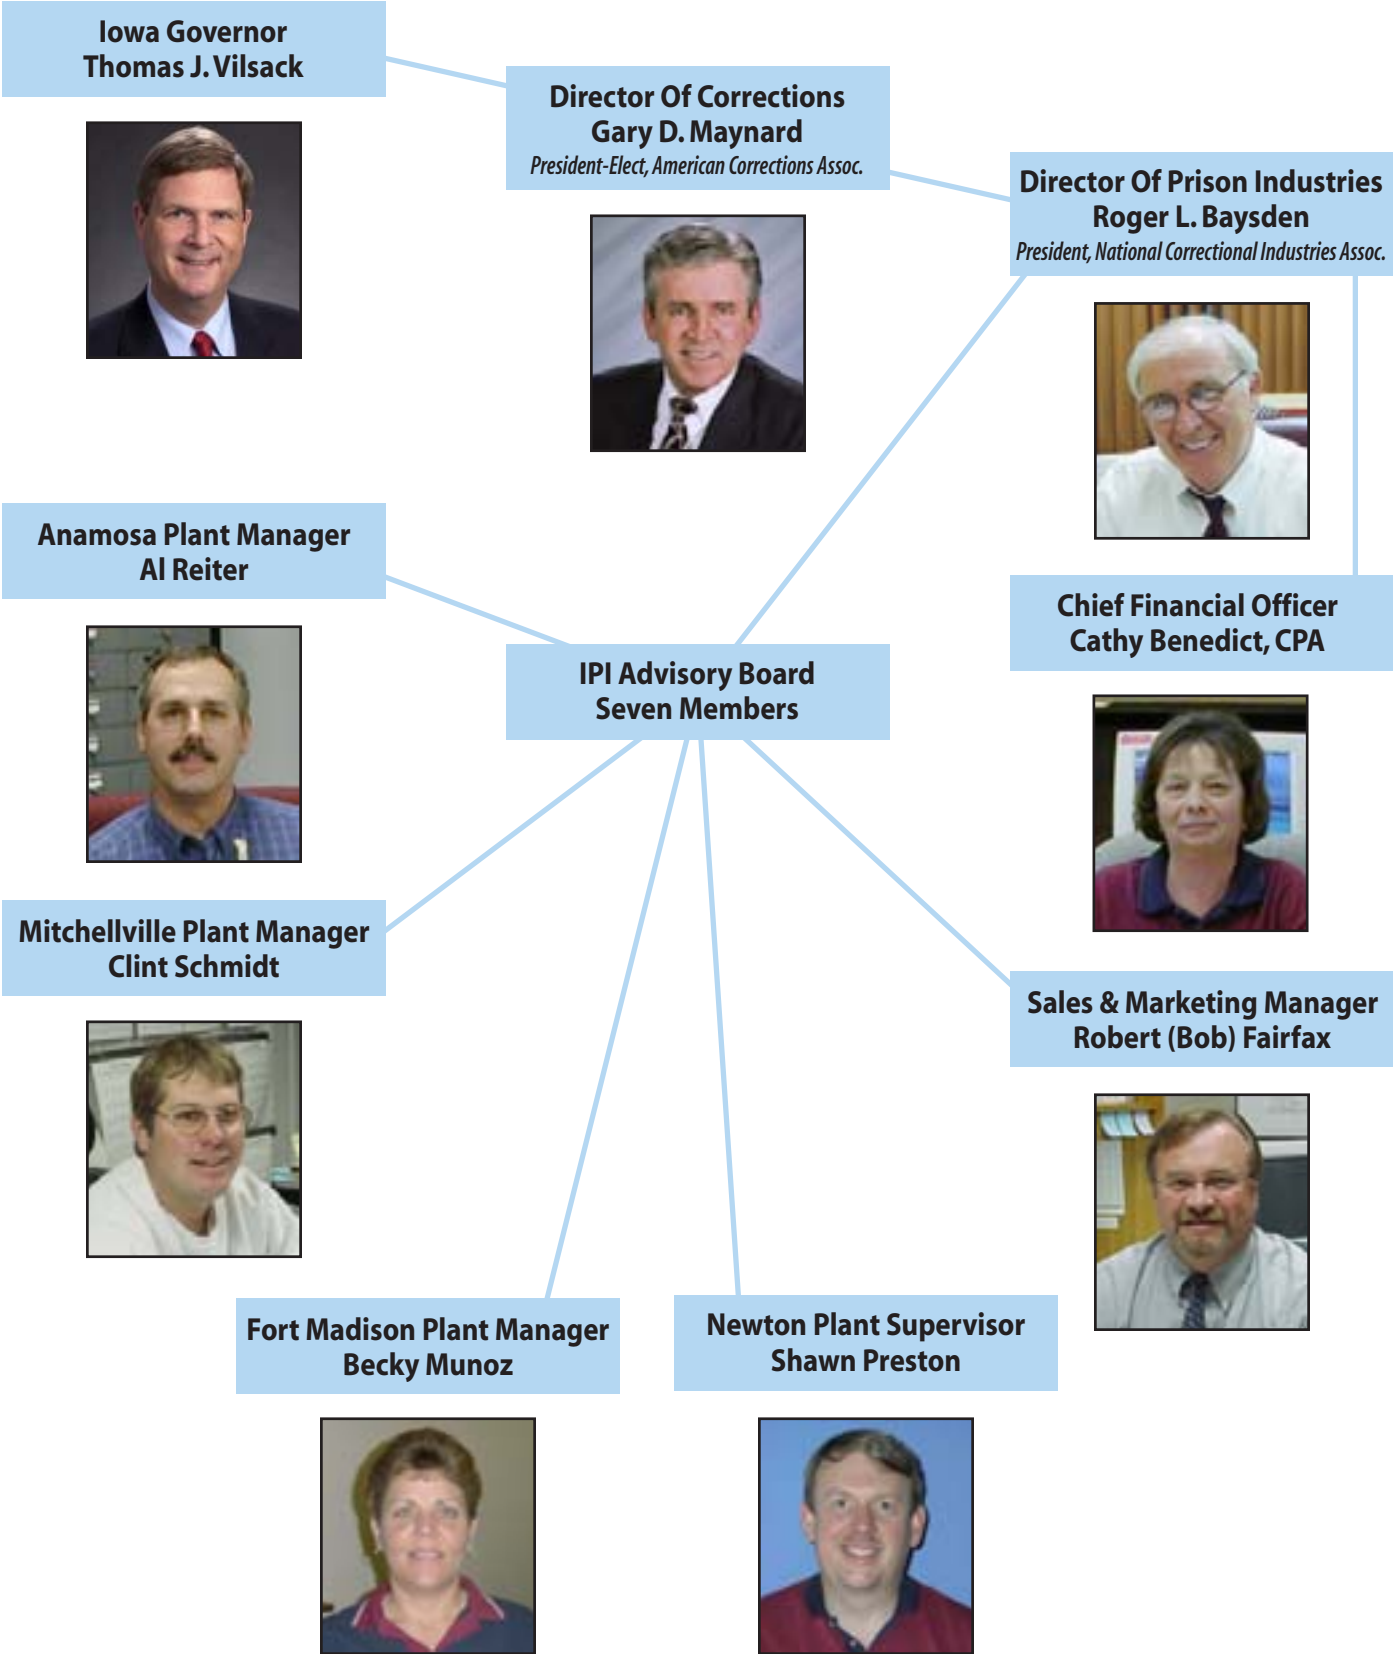 Iowa Governor
Thomas J. Vilsack
Director Of Corrections
Gary D. Maynard
President-Elect, American Corrections Assoc.
Director Of Prison Industries
Roger L. Baysden
President, National Correctional Industries Assoc.
Anamosa Plant Manager
Al Reiter
IPI Advisory Board
Seven Members
Chief Financial Officer
Cathy Benedict, CPA
Mitchellville Plant Manager
Clint Schmidt
Sales & Marketing Manager
Robert (Bob) Fairfax
Fort Madison Plant Manager
Becky Munoz
Newton Plant Supervisor
Shawn Preston